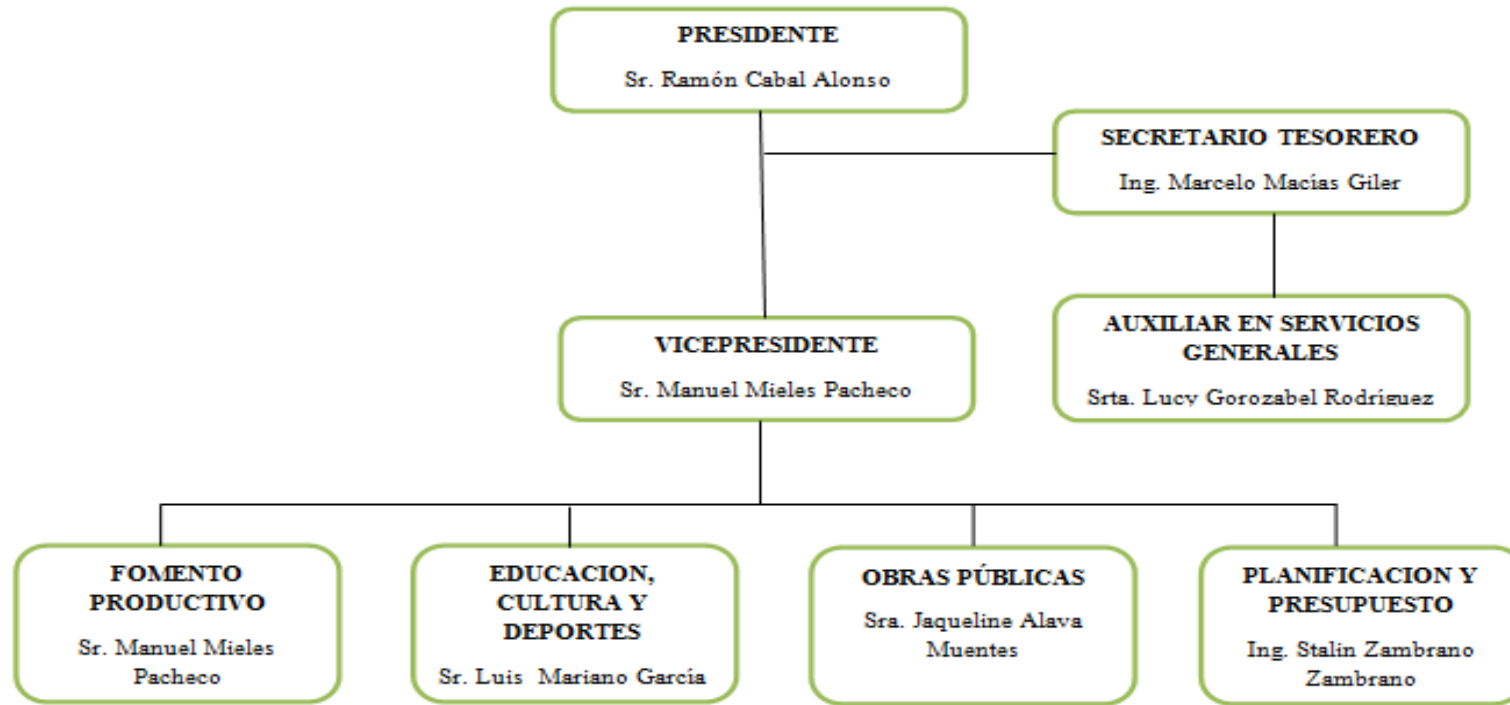 PRESIDENTE
Sr. Ramón Cabal Alonso
SECRETARIO TESORERO
Ing. Marcelo Macías Giler
VICEPRESIDENTE
Sr. Manuel Mieles Pacheco
AUXILIAR EN SERVICIOS
GENERALES
Srta. Lucy Gorozabel Rodríguez
FOMENTO
PRODUCTIVO
Sr. Manuel Mieles
Pacheco
EDUCACION,
CULTURA Y
DEPORTES
Sr. Luis Mariano García
OBRAS PÚBLICAS
Sra. Jaqueline Alava
Muentes
PLANIFICACION Y
PRESUPUESTO
Ing. Stalin Zambrano
Zambrano